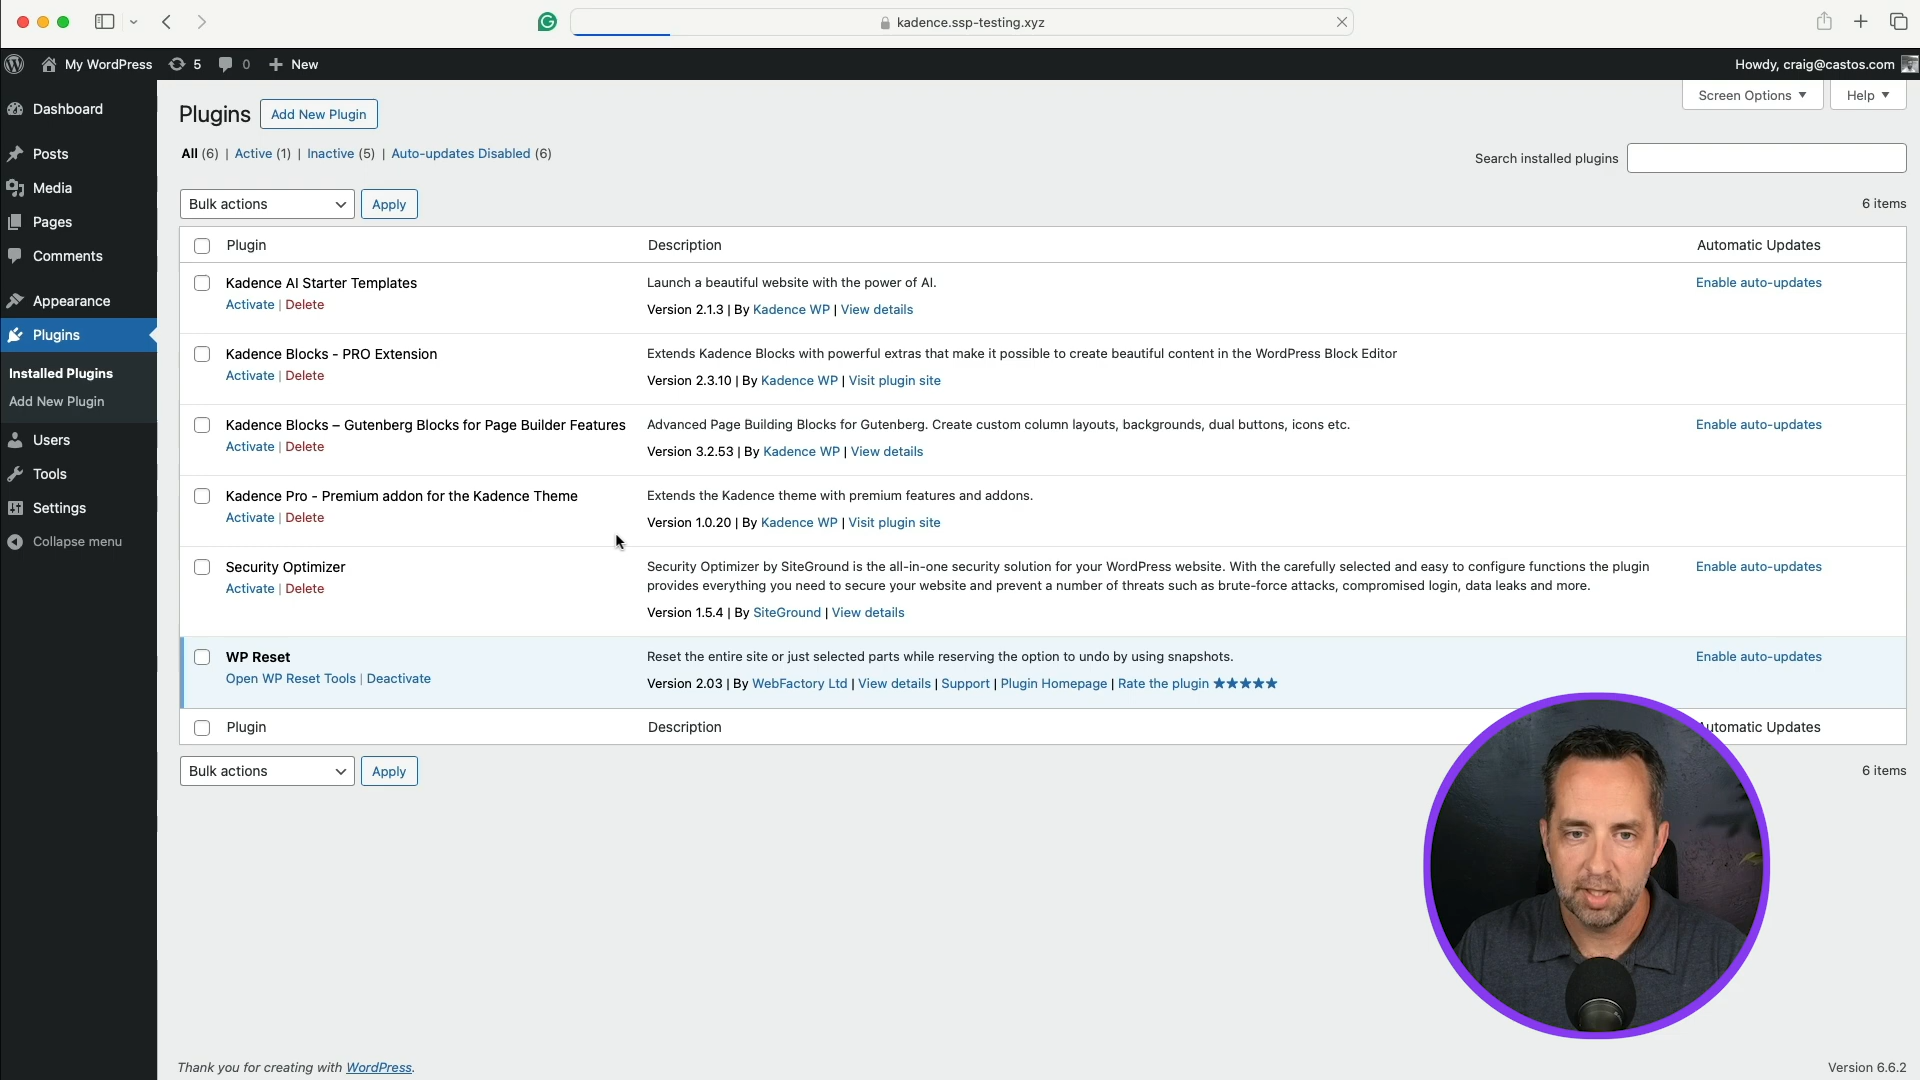 kadence.ssp-testing.xyz
My WordPress 5 0 New
Howdy, craig@castos.com
Dashboard
Posts
Media
Pages
Comments
Appearance
Plugins
Installed Plugins
Add New Plugin
Users
Tools
Settings
Collapse menu
Screen Options Help
Plugins Add New Plugin
All (6) | Active (1) | Inactive (5) | Auto-updates Disabled (6)
Search installed plugins
Bulk actions Apply
6 items
Plugin Description Automatic Updates
Kadence AI Starter Templates
Activate | Delete
Launch a beautiful website with the power of AI.
Version 2.1.3 | By Kadence WP | View details
Enable auto-updates
Kadence Blocks - PRO Extension
Activate | Delete
Extends Kadence Blocks with powerful extras that make it possible to create beautiful content in the WordPress Block Editor
Version 2.3.10 | By Kadence WP | Visit plugin site
Kadence Blocks – Gutenberg Blocks for Page Builder Features
Activate | Delete
Advanced Page Building Blocks for Gutenberg. Create custom column layouts, backgrounds, dual buttons, icons etc.
Version 3.2.53 | By Kadence WP | View details
Enable auto-updates
Kadence Pro - Premium addon for the Kadence Theme
Activate | Delete
Extends the Kadence theme with premium features and addons.
Version 1.0.20 | By Kadence WP | Visit plugin site
Security Optimizer
Activate | Delete
Security Optimizer by SiteGround is the all-in-one security solution for your WordPress website. With the carefully selected and easy to configure functions the plugin
provides everything you need to secure your website and prevent a number of threats such as brute-force attacks, compromised login, data leaks and more.
Version 1.5.4 | By SiteGround | View details
Enable auto-updates
WP Reset
Open WP Reset Tools | Deactivate
Reset the entire site or just selected parts while reserving the option to undo by using snapshots.
Version 2.03 | By WebFactory Ltd | View details | Support | Plugin Homepage | Rate the plugin ★★★★★
Enable auto-updates
Plugin Description Automatic Updates
Bulk actions Apply
6 items
Thank you for creating with WordPress.
Version 6.6.2